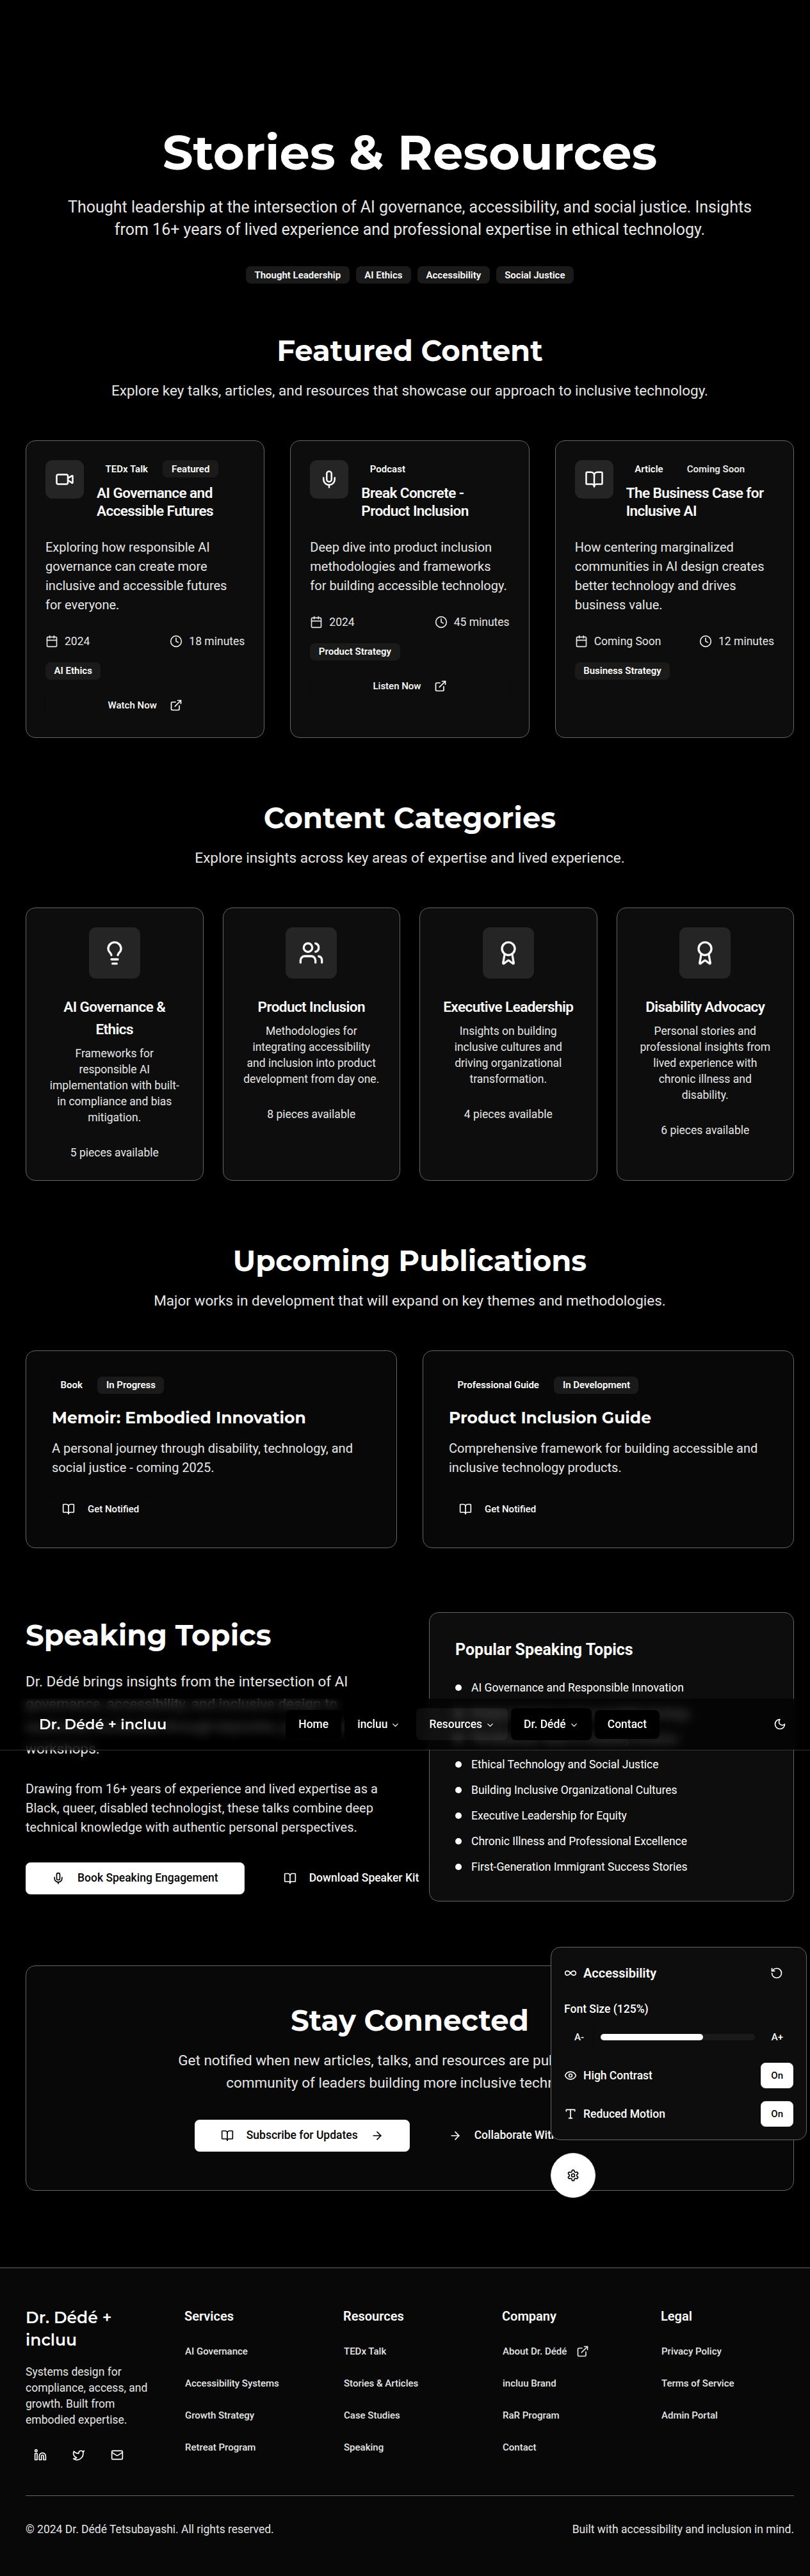 Stories & Resources
Thought leadership at the intersection of AI governance, accessibility, and social justice. Insights
from 16+ years of lived experience and professional expertise in ethical technology.
Thought Leadership
AI Ethics
Accessibility
Social Justice
Featured Content
Explore key talks, articles, and resources that showcase our approach to inclusive technology.
TEDx Talk
Featured
AI Governance and
Accessible Futures
Exploring how responsible AI
governance can create more
inclusive and accessible futures
for everyone.
2024
18 minutes
AI Ethics
Watch Now
Podcast
Break Concrete -
Product Inclusion
Deep dive into product inclusion
methodologies and frameworks
for building accessible technology.
2024
45 minutes
Product Strategy
Listen Now
Article
Coming Soon
The Business Case for
Inclusive AI
How centering marginalized
communities in AI design creates
better technology and drives
business value.
Coming Soon
12 minutes
Business Strategy
Content Categories
Explore insights across key areas of expertise and lived experience.
AI Governance &
Ethics
Frameworks for
responsible AI
implementation with built-
in compliance and bias
mitigation.
5 pieces available
Product Inclusion
Methodologies for
integrating accessibility
and inclusion into product
development from day one.
8 pieces available
Executive Leadership
Insights on building
inclusive cultures and
driving organizational
transformation.
4 pieces available
Disability Advocacy
Personal stories and
professional insights from
lived experience with
chronic illness and
disability.
6 pieces available
Upcoming Publications
Major works in development that will expand on key themes and methodologies.
Book
In Progress
Memoir: Embodied Innovation
A personal journey through disability, technology, and
social justice - coming 2025.
Get Notified
Professional Guide
In Development
Product Inclusion Guide
Comprehensive framework for building accessible and
inclusive technology products.
Get Notified
Speaking Topics
Dr. Dédé brings insights from the intersection of AI
governance, accessibility, and inclusive design to
workshops.
Drawing from 16+ years of experience and lived expertise as a
Black, queer, disabled technologist, these talks combine deep
technical knowledge with authentic personal perspectives.
Book Speaking Engagement
Download Speaker Kit
Popular Speaking Topics
AI Governance and Responsible Innovation
Dr. Dédé + incluu
Home
incluu
Resources
Dr. Dédé
Contact
Ethical Technology and Social Justice
Building Inclusive Organizational Cultures
Executive Leadership for Equity
Chronic Illness and Professional Excellence
First-Generation Immigrant Success Stories
Stay Connected
Get notified when new articles, talks, and resources are pu
community of leaders building more inclusive tech
Subscribe for Updates
Collaborate With
Accessibility
Font Size (125%)
A-
A+
High Contrast
On
Reduced Motion
On
Dr. Dédé +
incluu
Systems design for
compliance, access, and
growth. Built from
embodied expertise.
Services
AI Governance
Accessibility Systems
Growth Strategy
Retreat Program
Resources
TEDx Talk
Stories & Articles
Case Studies
Speaking
Company
About Dr. Dédé
incluu Brand
RaR Program
Contact
Legal
Privacy Policy
Terms of Service
Admin Portal
© 2024 Dr. Dédé Tetsubayashi. All rights reserved.
Built with accessibility and inclusion in mind.